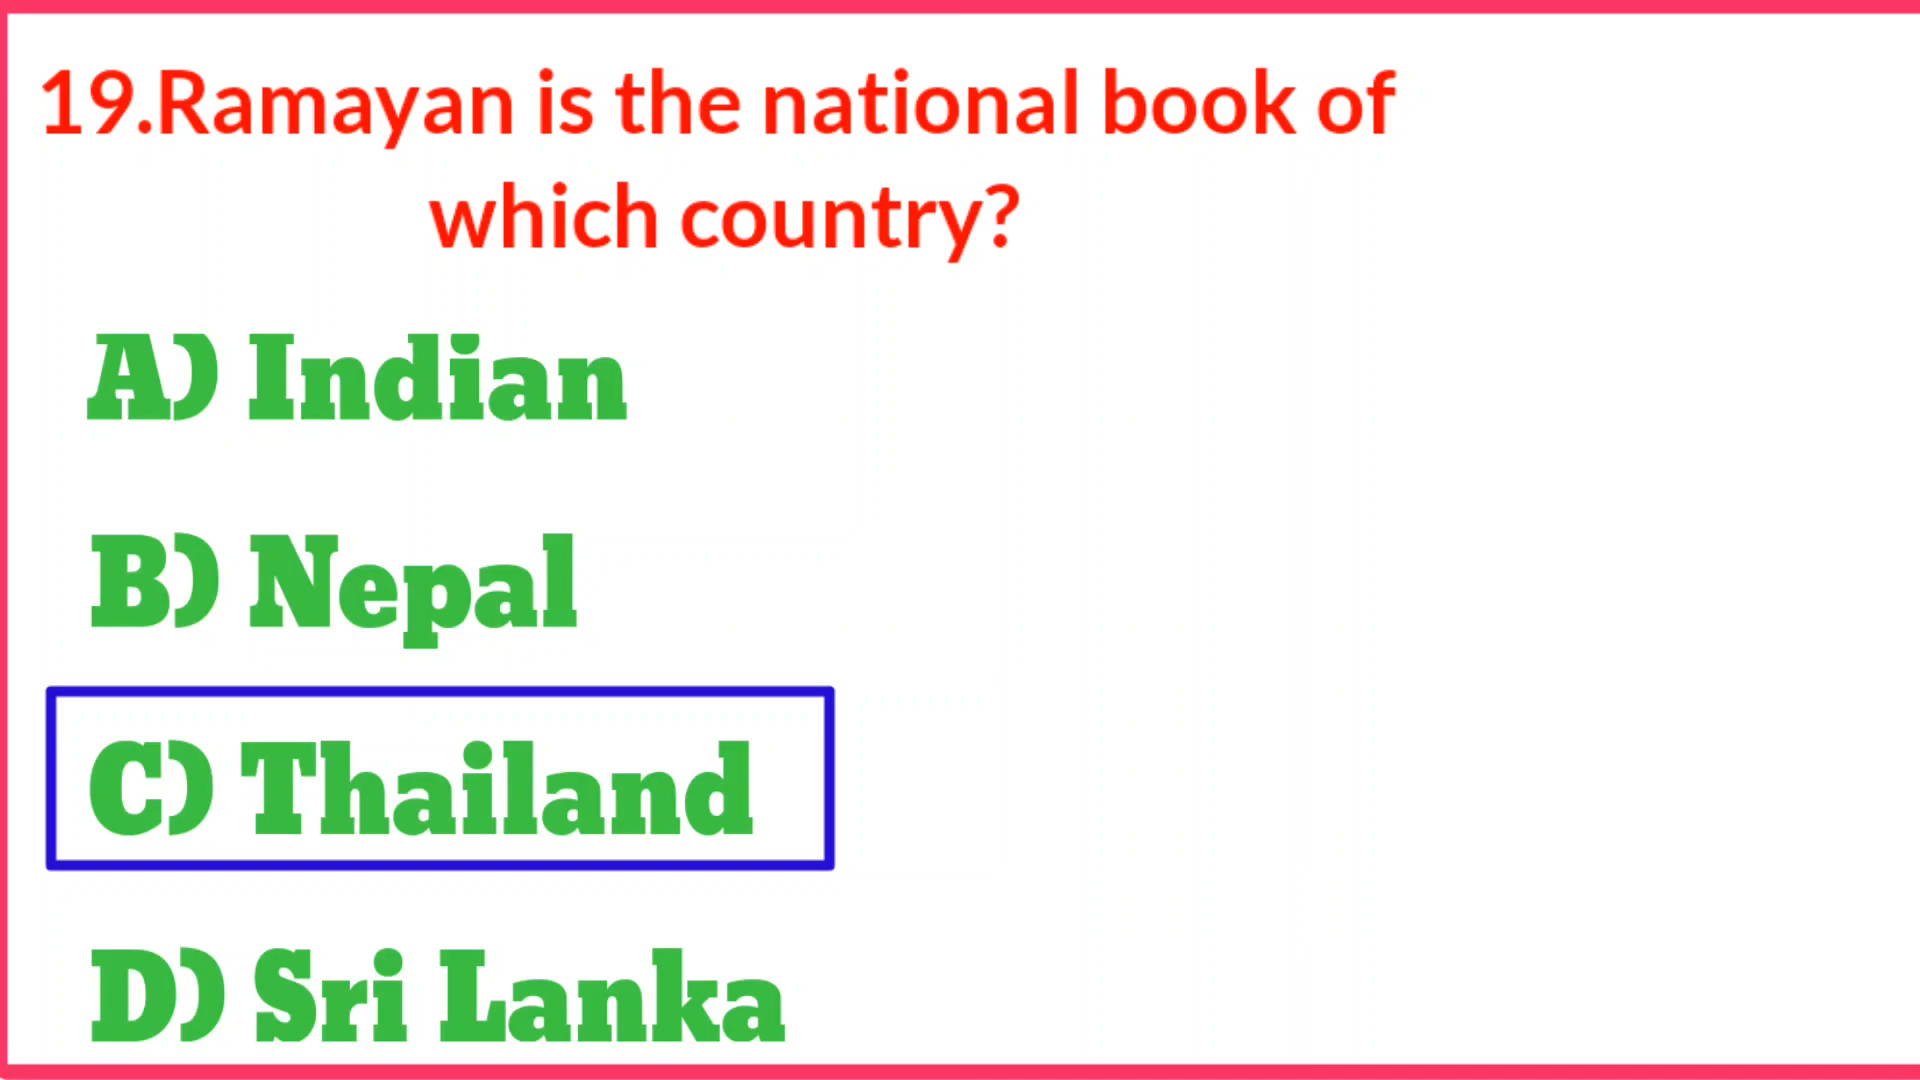 19.Ramayan is the national book of
which country?
A) Indian
B) Nepal
C) Thailand
D) Sri Lanka